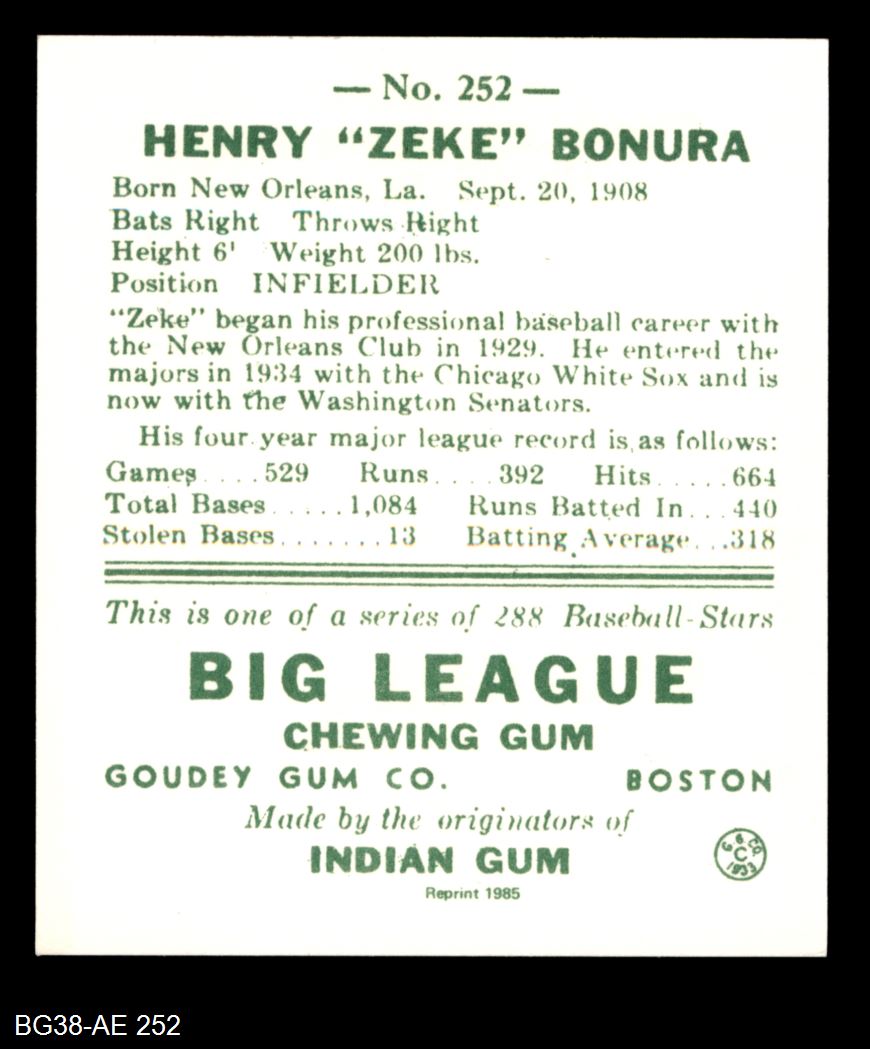 — No. 252 —
HENRY "ZEKE" BONURA
Born New Orleans, La. Sept. 20, 1908
Bats Right Throws Right
Height 6' Weight 200 lbs.
Position INFIELDER
"Zeke" began his professional baseball career with
the New Orleans Club in 1929. He entered the
majors in 1934 with the Chicago White Sox and is
now with the Washington Senators.
His four year major league record is as follows:
Games....529 Runs....392 Hits.....664
Total Bases.....1,084 Runs Batted In...440
Stolen Bases.......13 Batting Average...318
This is one of a series of 288 Baseball-Stars
BIG LEAGUE
CHEWING GUM
GOUDEY GUM CO. BOSTON
Made by the originators of
INDIAN GUM
G G CO.
C
1933
Reprint 1985
BG38-AE 252